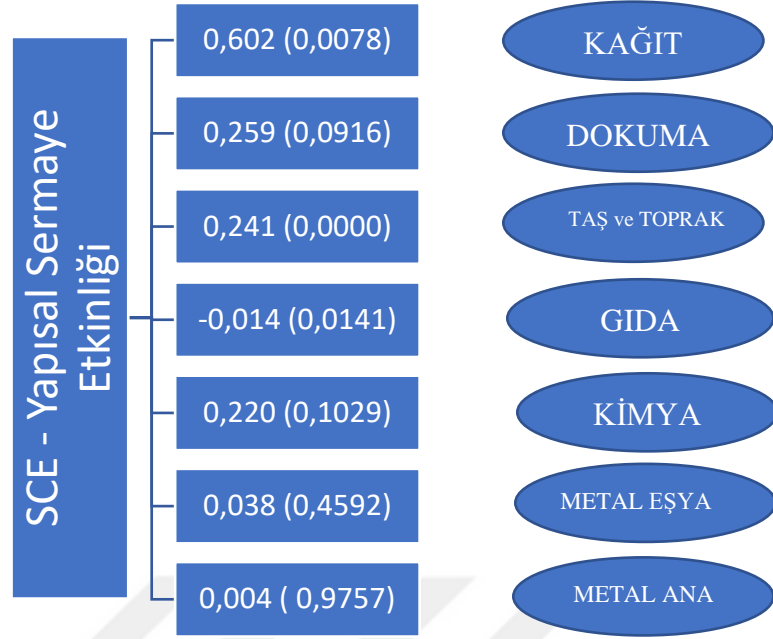 SCE - Yapısal Sermaye
Etkinliği
0,602 (0,0078)
KAĞIT
0,259 (0,0916)
DOKUMA
0,241 (0,0000)
TAŞ ve TOPRAK
-0,014 (0,0141)
GIDA
0,220 (0,1029)
KİMYA
0,038 (0,4592)
METAL EŞYA
0,004 ( 0,9757)
METAL ANA